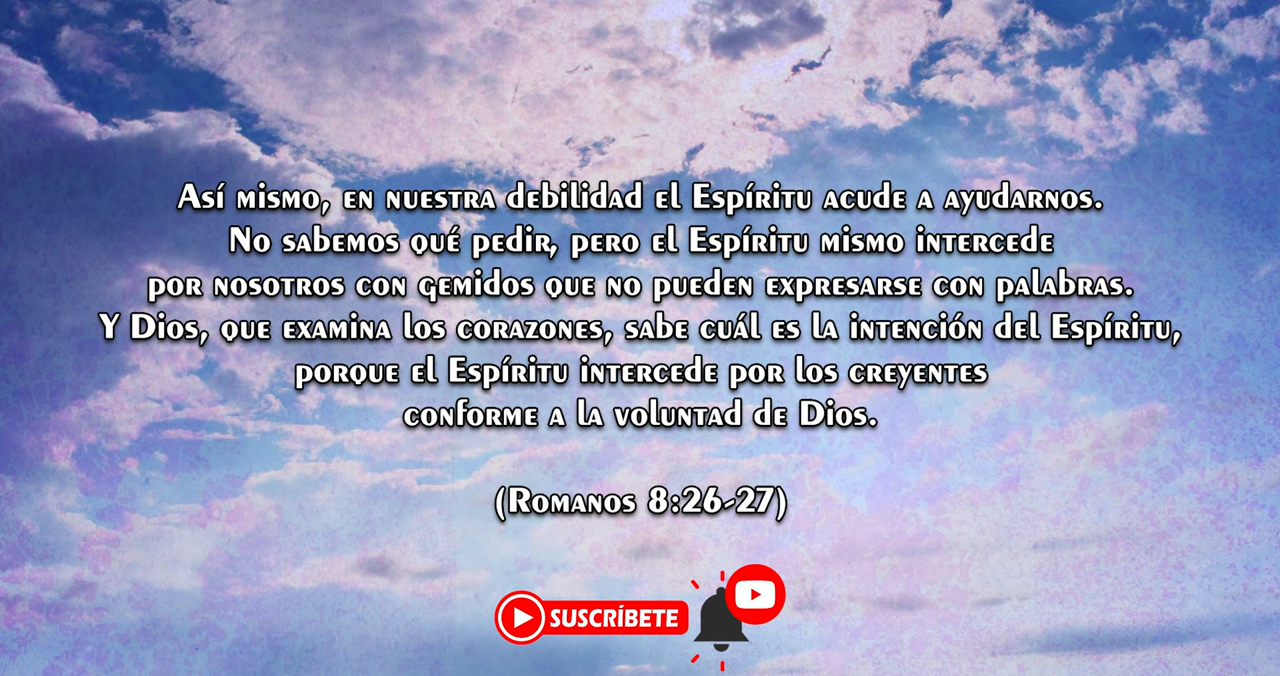 Así mismo, en nuestra debilidad el Espíritu acude a ayudarnos.
No sabemos qué pedir, pero el Espíritu mismo intercede
por nosotros con gemidos que no pueden expresarse con palabras.
Y Dios, que examina los corazones, sabe cuál es la intención del Espíritu,
porque el Espíritu intercede por los creyentes
conforme a la voluntad de Dios.
(Romanos 8:26-27)
SUSCRÍBETE